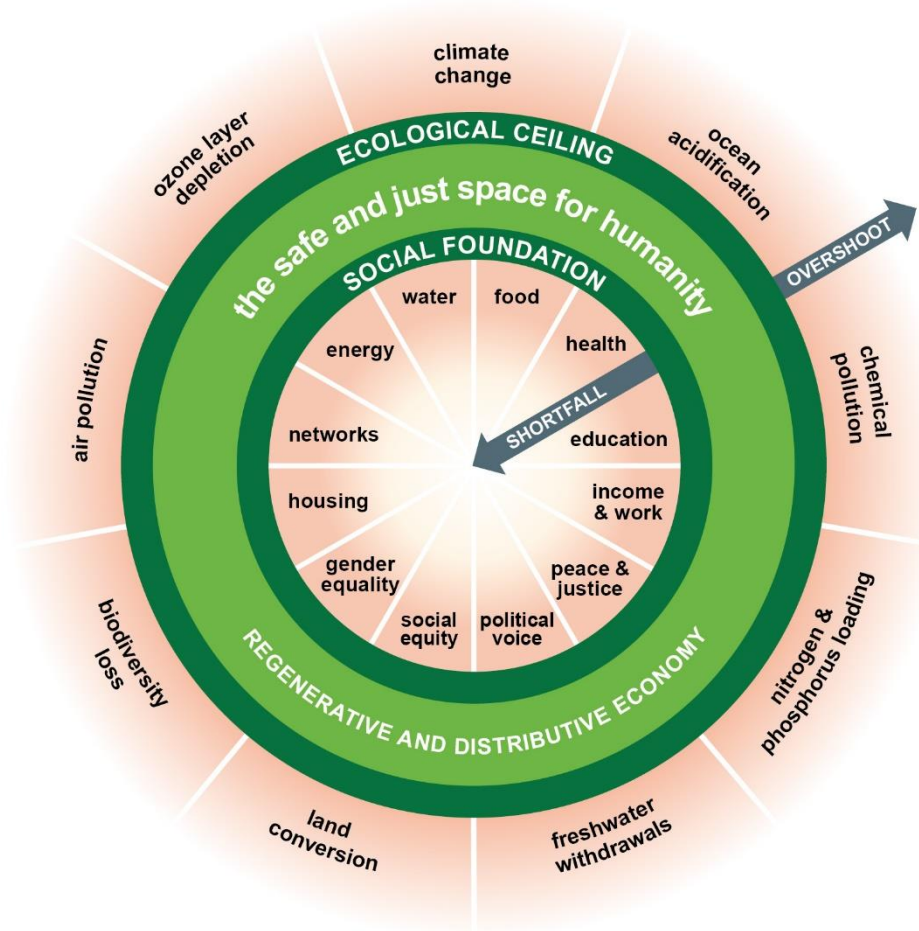 climate
change
ocean
acidification
OVERSHOOT
chemical
pollution
nitrogen &
phosphorus loading
freshwater
withdrawals
land
conversion
biodiversity
loss
air pollution
ozone layer
depletion
ECOLOGICAL CEILING
the safe and just space for humanity
SOCIAL FOUNDATION
water
food
health
SHORTFALL
education
income
& work
peace &
justice
political
voice
social
equity
gender
equality
housing
networks
energy
REGENERATIVE AND DISTRIBUTIVE ECONOMY